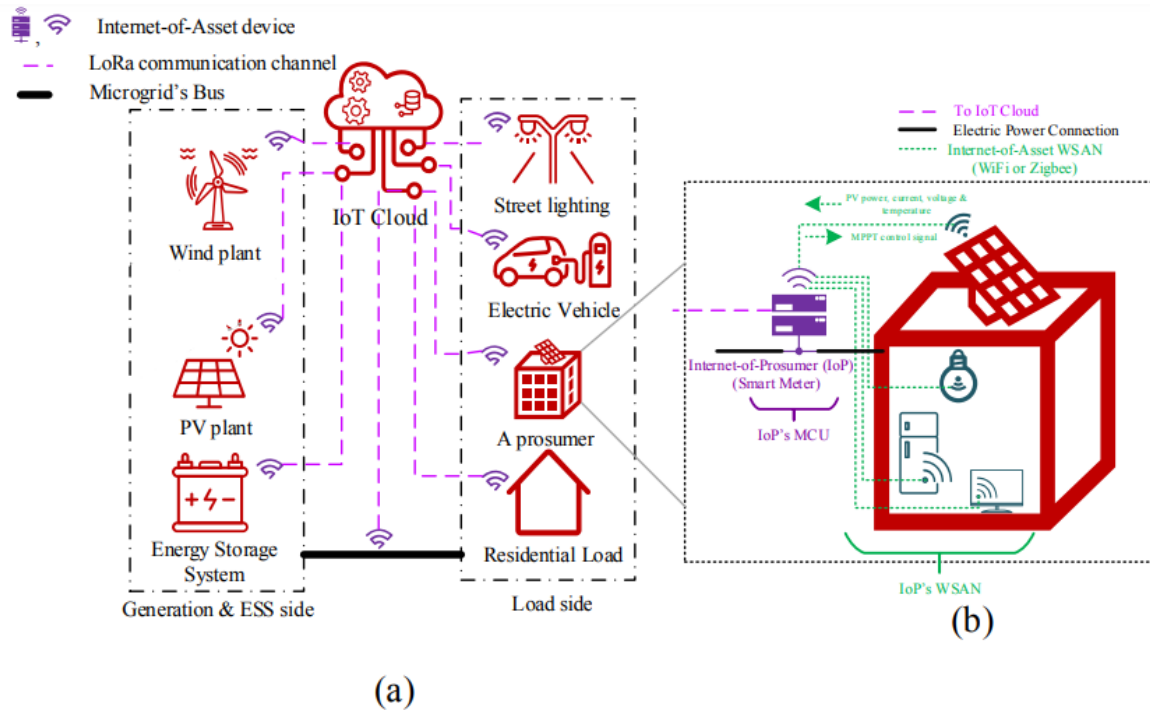 , Internet-of-Asset device
LoRa communication channel
Microgrid's Bus
IoT Cloud
Wind plant
PV plant
Energy Storage
System
Generation & ESS side
Street lighting
Electric Vehicle
A prosumer
Residential Load
Load side
(a)
To IoT Cloud
Electric Power Connection
Internet-of-Asset WSAN
(WiFi or Zigbee)
PV power, current, voltage &
temperature
MPPT control signal
Internet-of-Prosumer (IoP)
(Smart Meter)
IoP's MCU
IoP's WSAN
(b)